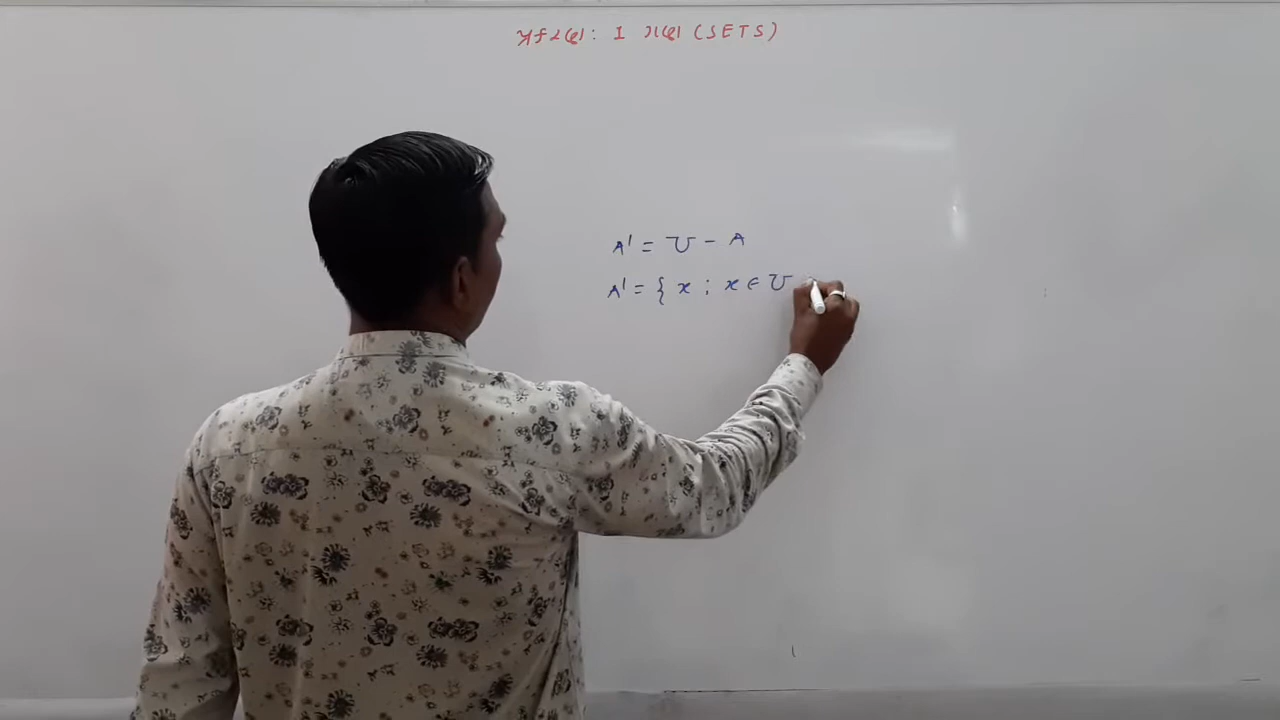 પ્રકરણ : 1 ગણ (SETS)
A' = U - A
A' = { x ; x ∈ U